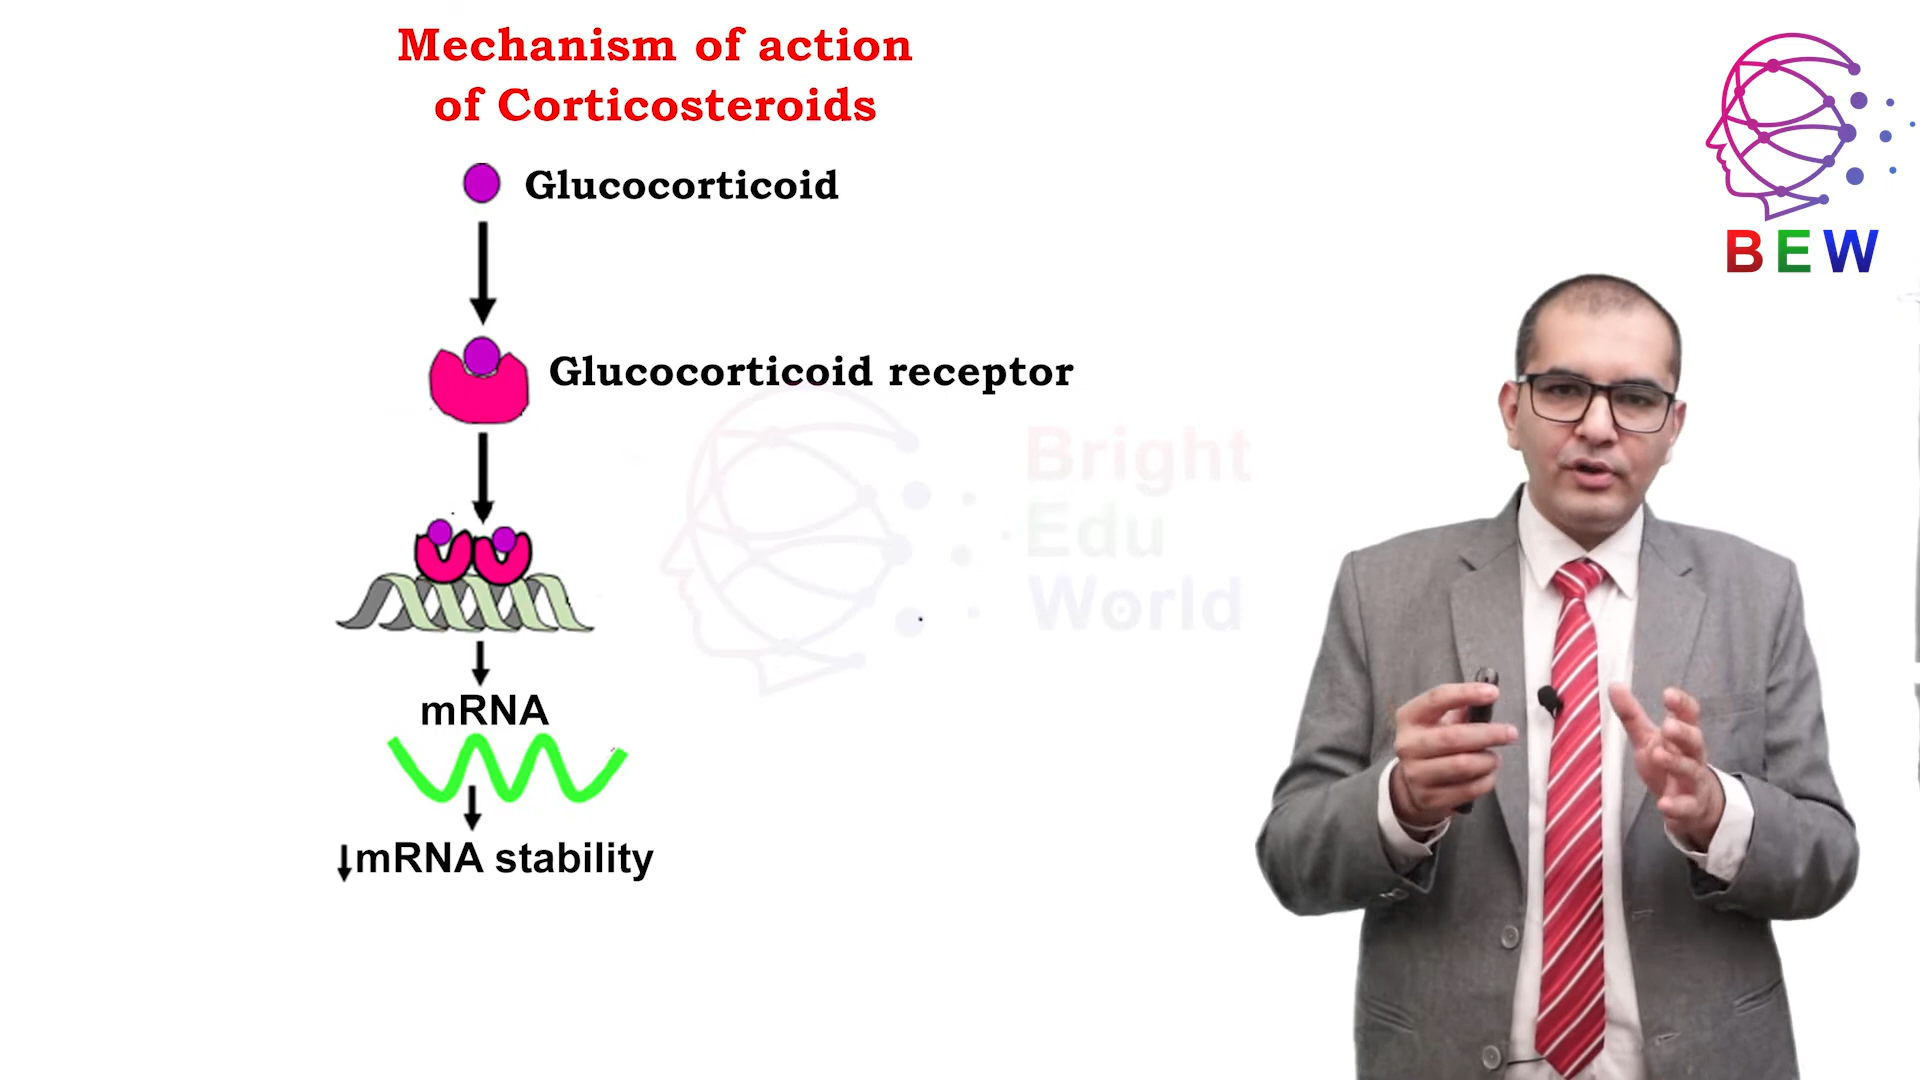 Mechanism of action
of Corticosteroids
Glucocorticoid
Glucocorticoid receptor
mRNA
↓mRNA stability
BEW
Bright
Edu
World